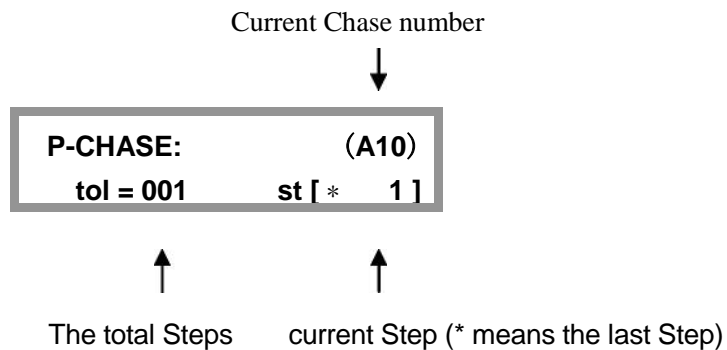 Current Chase number
P-CHASE: (A10)
tol = 001 st [ * 1 ]
The total Steps current Step (* means the last Step)